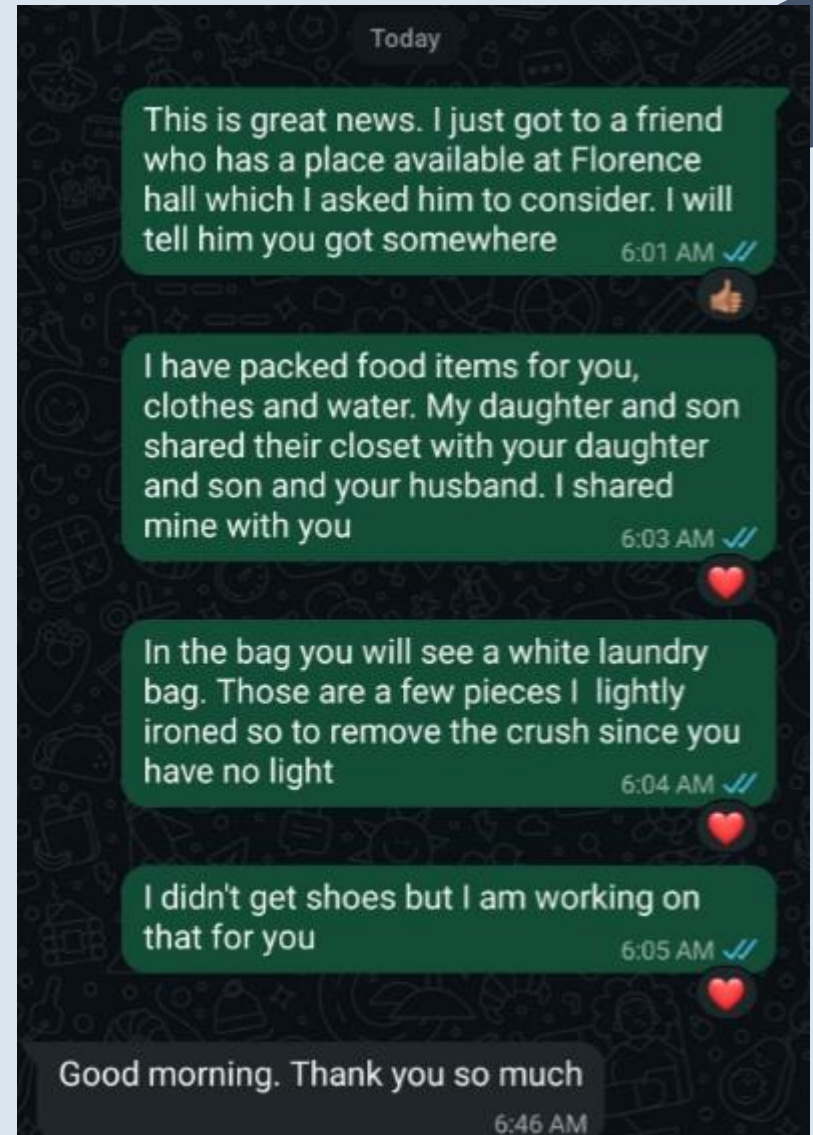 Today
This is great news. I just got to a friend
who has a place available at Florence
hall which I asked him to consider. I will
tell him you got somewhere
6:01 AM
I have packed food items for you,
clothes and water. My daughter and son
shared their closet with your daughter
and son and your husband. I shared
mine with you
6:03 AM
In the bag you will see a white laundry
bag. Those are a few pieces I  lightly
ironed so to remove the crush since you
have no light
6:04 AM
I didn't get shoes but I am working on
that for you
6:05 AM
Good morning. Thank you so much
6:46 AM